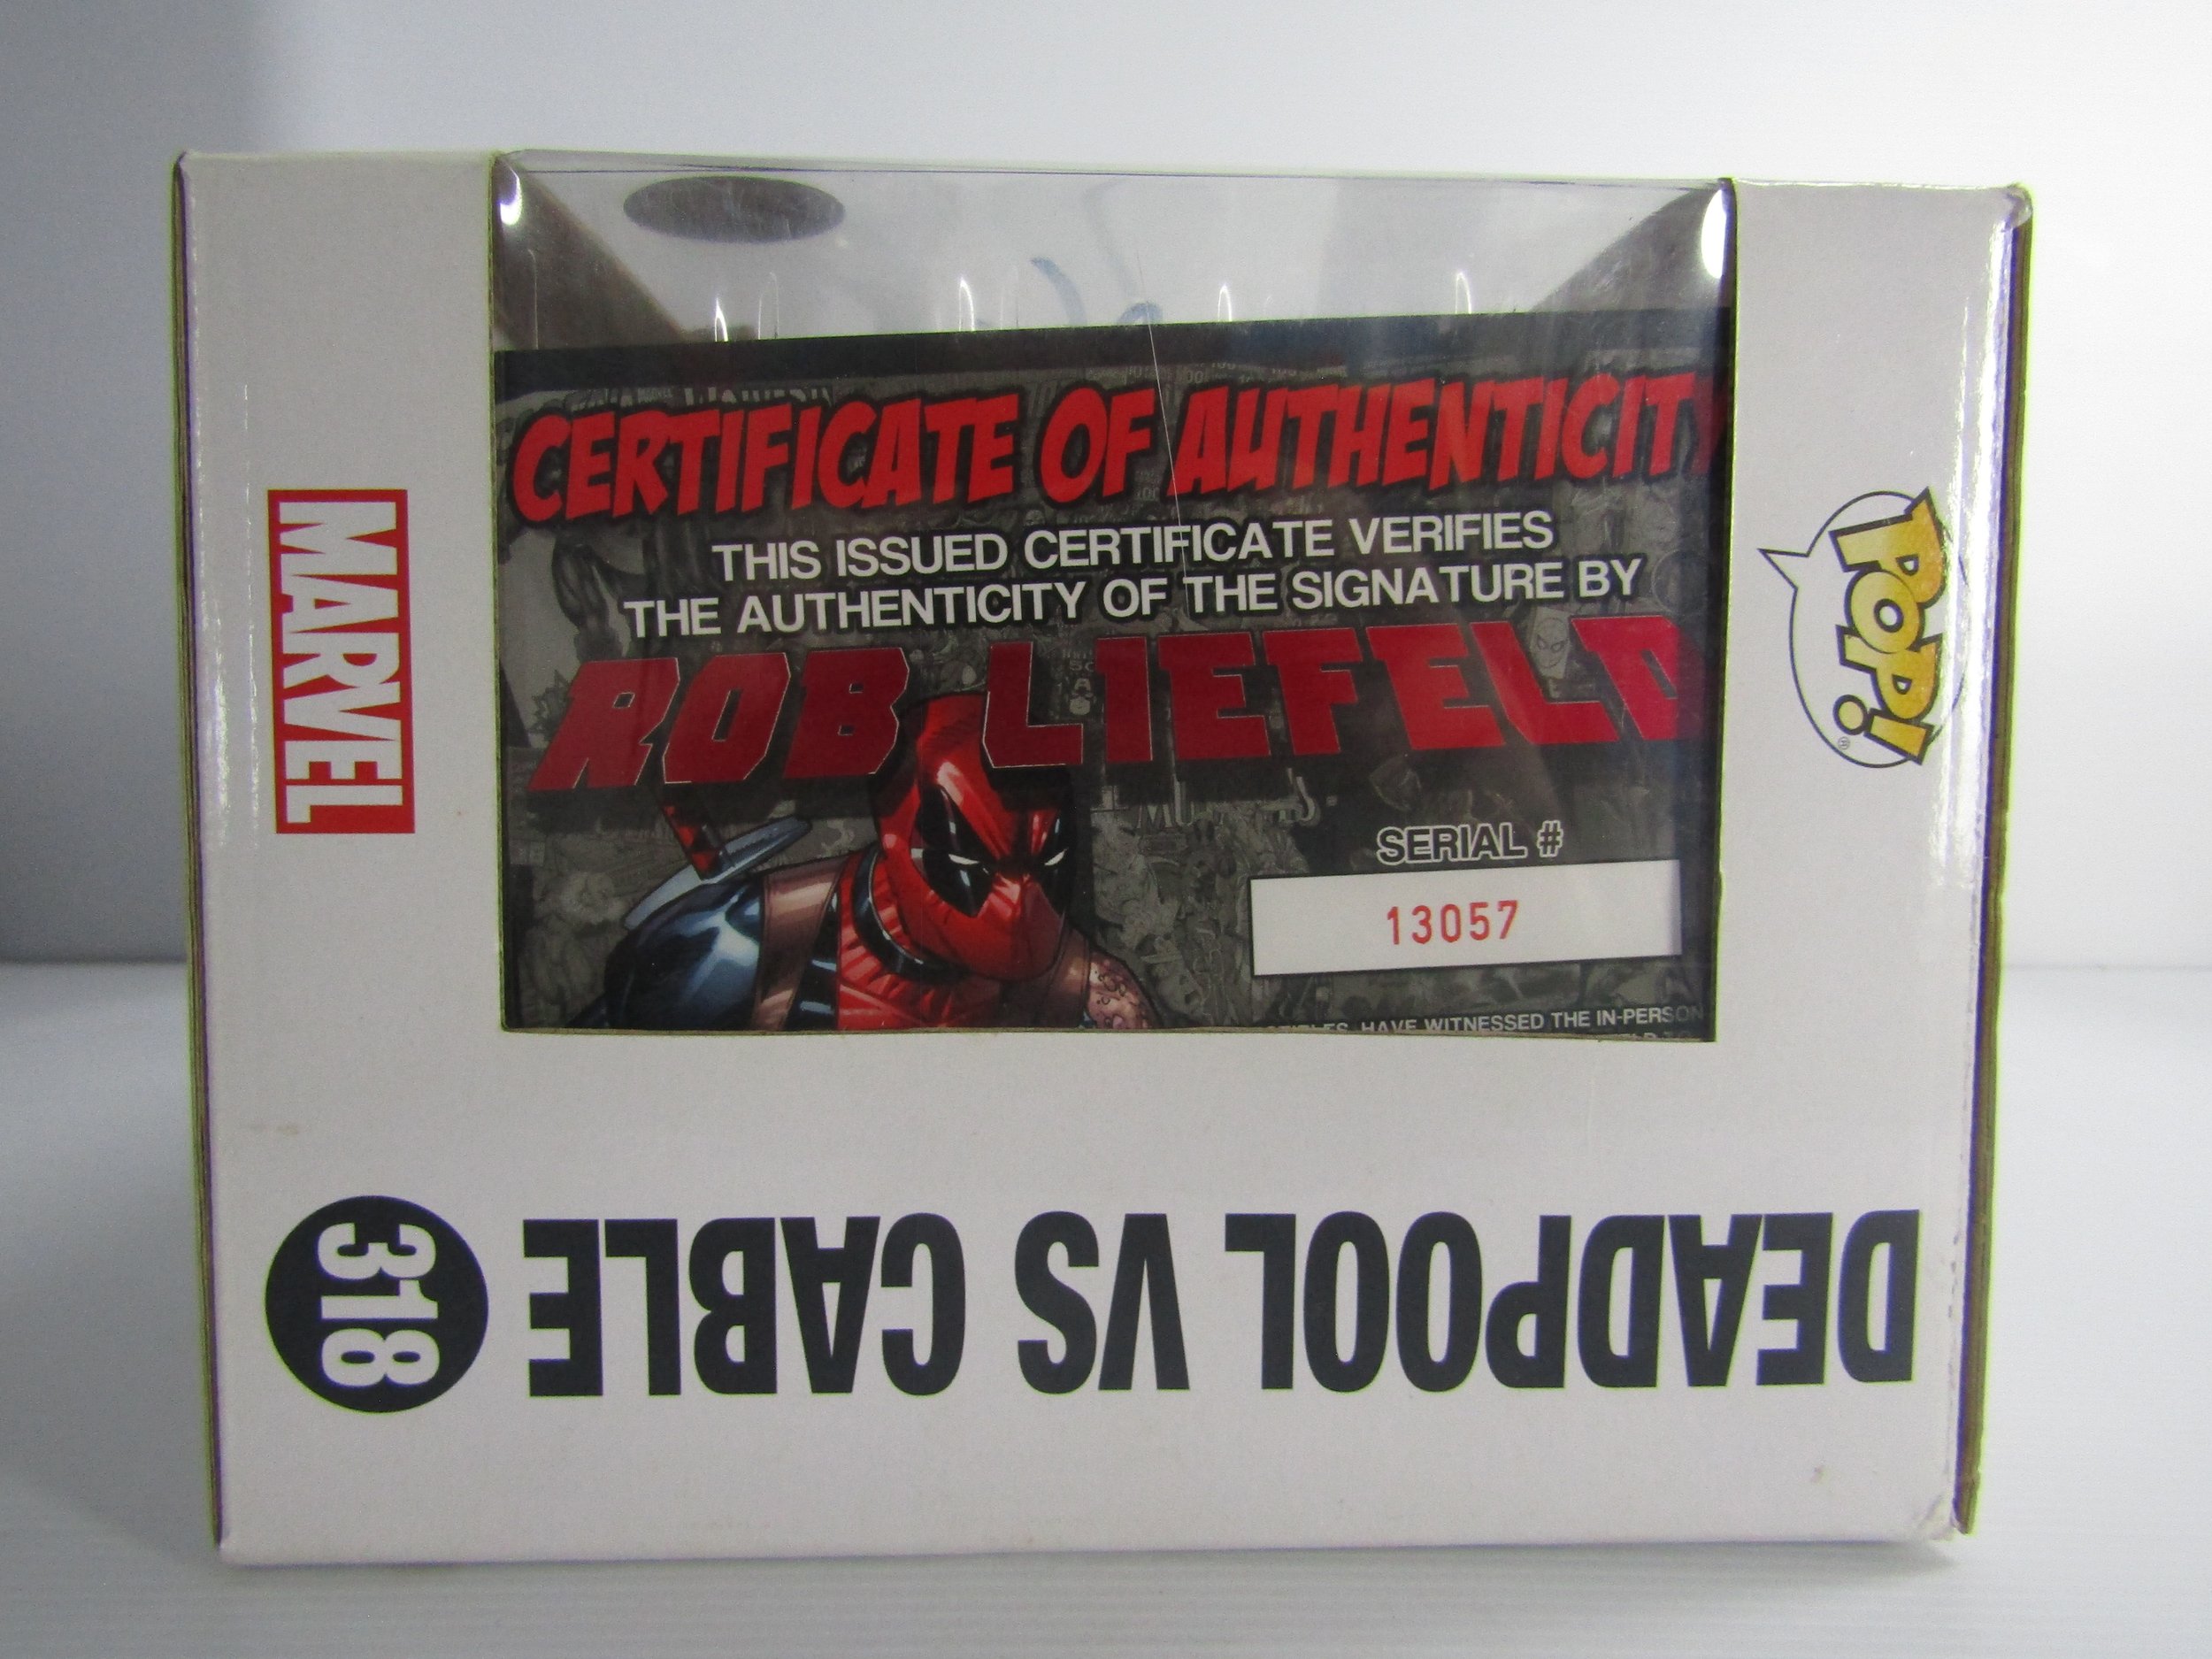 CERTIFICATE OF AUTHENTICITY
THIS ISSUED CERTIFICATE VERIFIES
THE AUTHENTICITY OF THE SIGNATURE BY
ROB LIEFELD
SERIAL #
13057
HAVE WITNESSED THE IN-PERSON
MARVEL
POP!
®
318
DEADPOOL VS CABLE